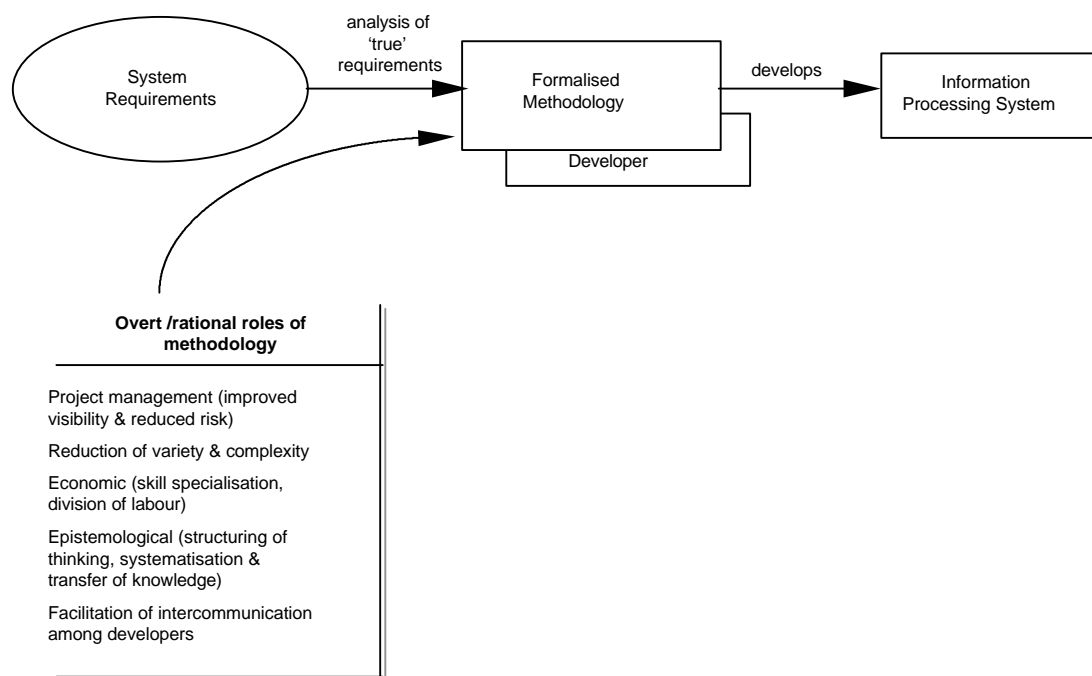 System
Requirements
analysis of
‘true’
requirements
Formalised
Methodology
Developer
develops
Information
Processing System
Overt /rational roles of
methodology
Project management (improved
visibility & reduced risk)
Reduction of variety & complexity
Economic (skill specialisation,
division of labour)
Epistemological (structuring of
thinking, systematisation &
transfer of knowledge)
Facilitation of intercommunication
among developers